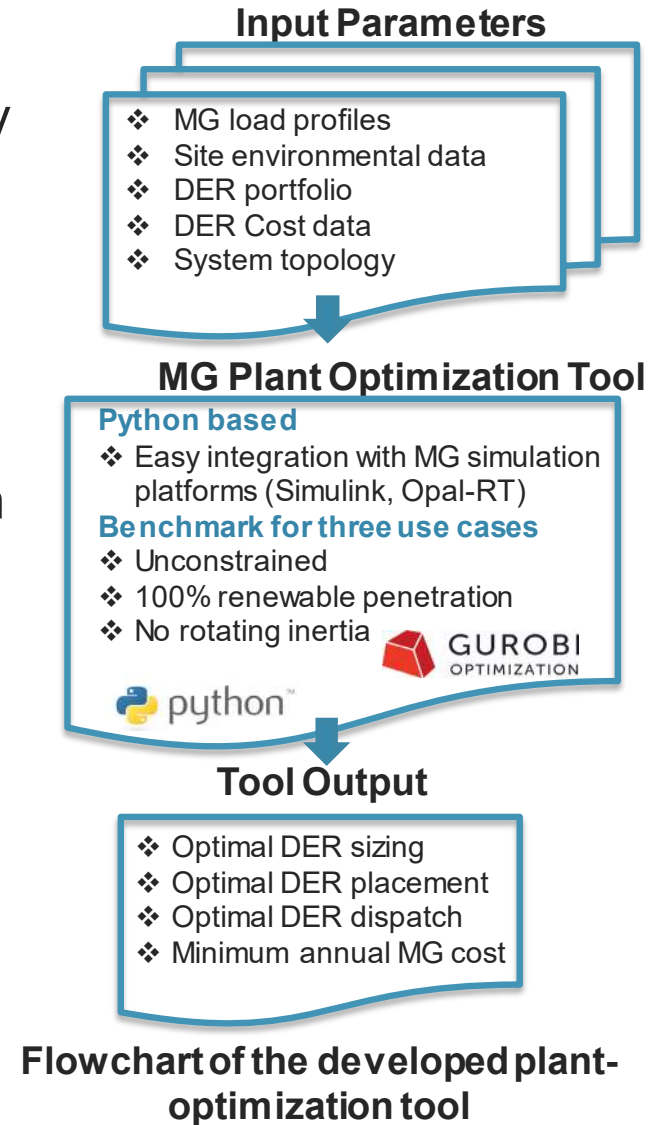 Input Parameters
y
❖ MG load profiles
❖ Site environmental data
❖ DER portfolio
❖ DER Cost data
❖ System topology
MG Plant Optimization Tool
Python based
❖ Easy integration with MG simulation
platforms (Simulink, Opal-RT)
n
Benchmark for three use cases
❖ Unconstrained
❖ 100% renewable penetration
❖ No rotating inertia
GUROBI
OPTIMIZATION
python™
Tool Output
❖ Optimal DER sizing
❖ Optimal DER placement
❖ Optimal DER dispatch
❖ Minimum annual MG cost
Flowchart of the developed plant-
optimization tool